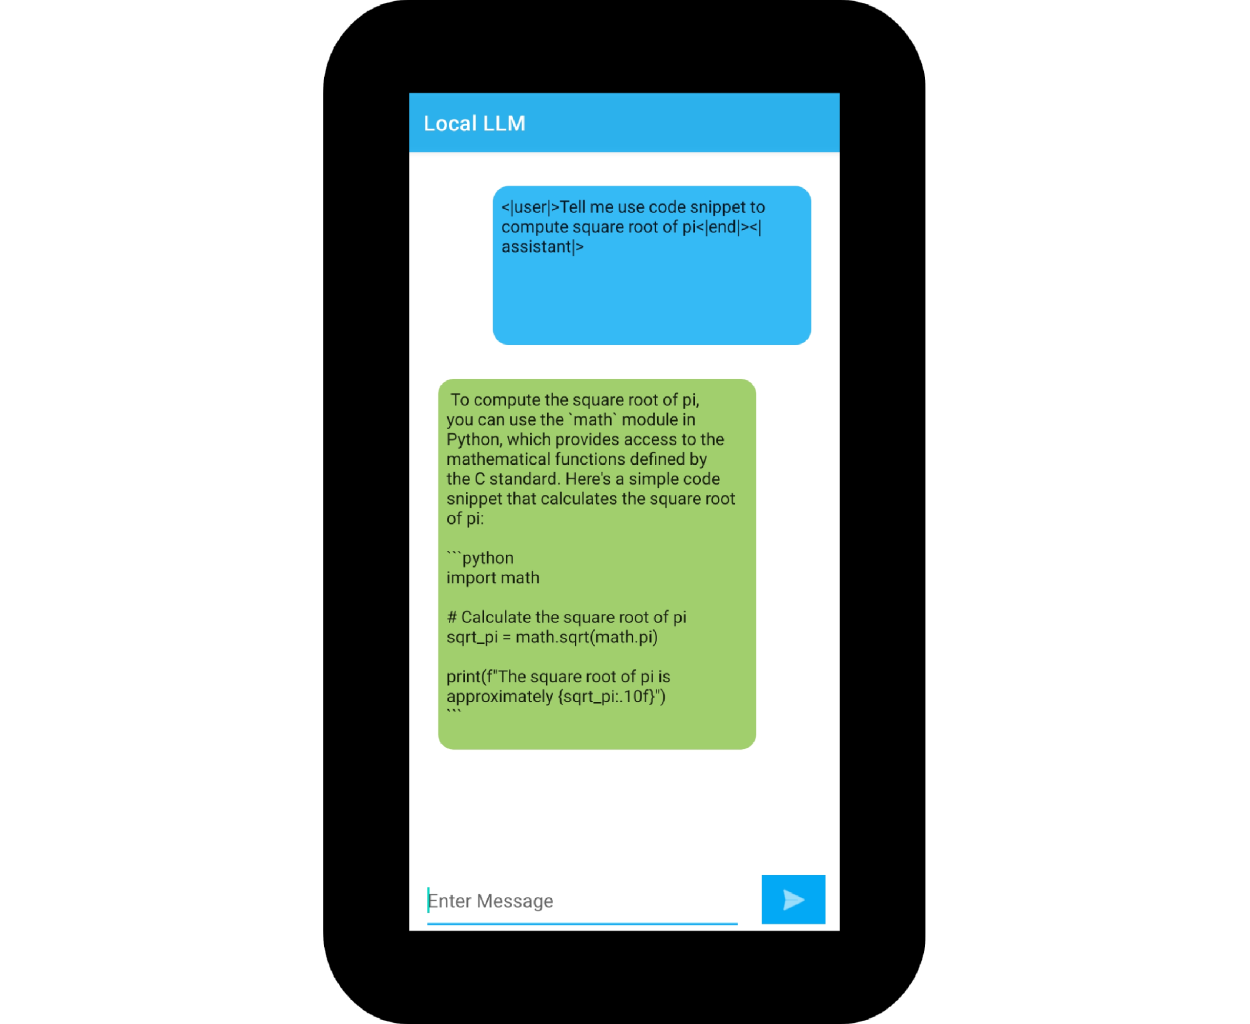 Local LLM
<|user|>Tell me use code snippet to
compute square root of pi<|end|><|
assistant|>
To compute the square root of pi,
you can use the `math` module in
Python, which provides access to the
mathematical functions defined by
the C standard. Here's a simple code
snippet that calculates the square root
of pi:
```python
import math
# Calculate the square root of pi
sqrt_pi = math.sqrt(math.pi)
print(f"The square root of pi is
approximately {sqrt_pi:.10f}")
```
Enter Message